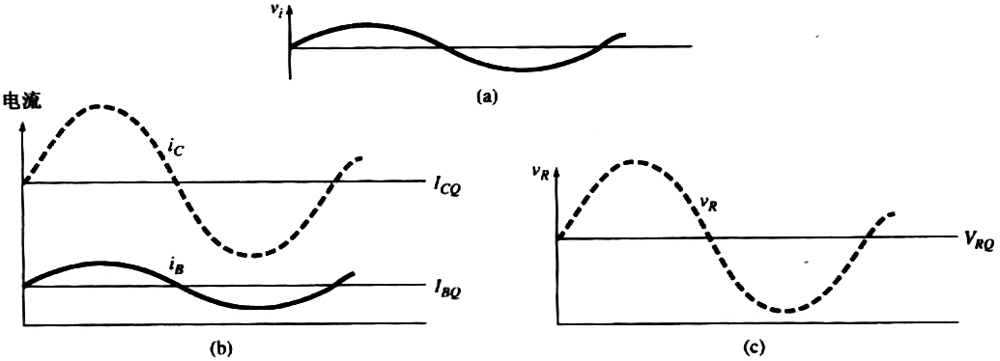 v_i
(a)
电流
i_C
I_CQ
i_B
I_BQ
(b)
v_R
v_R
V_RQ
(c)